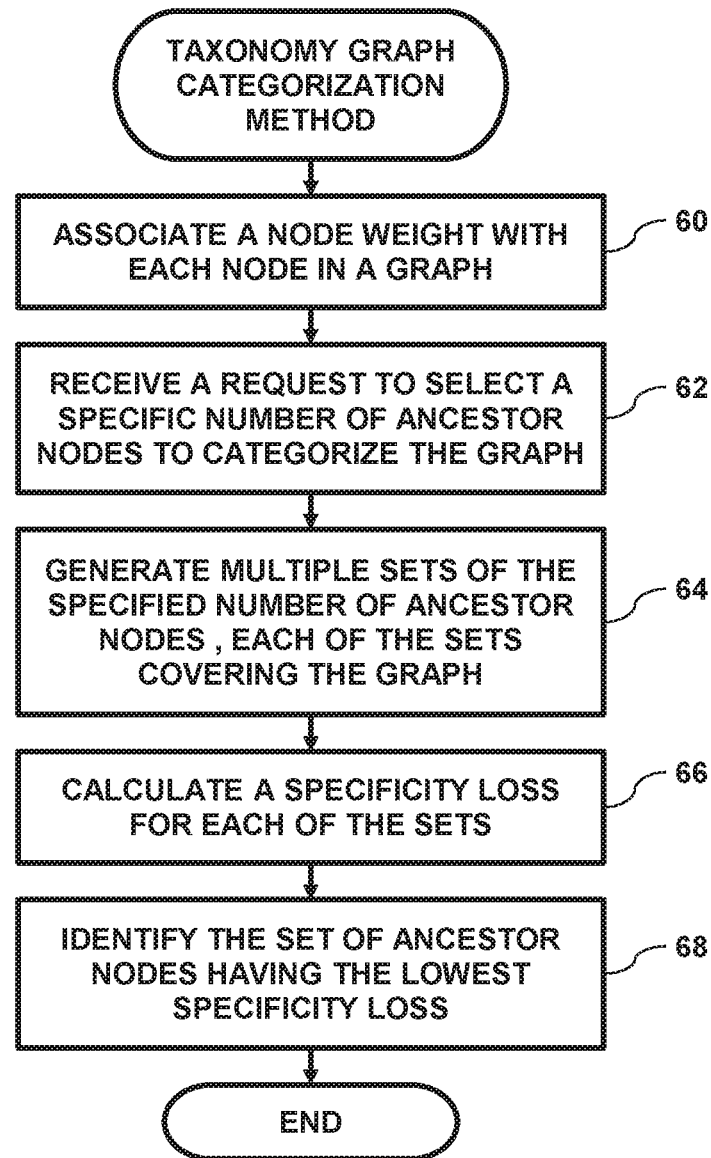 TAXONOMY GRAPH
CATEGORIZATION
METHOD
ASSOCIATE A NODE WEIGHT WITH
EACH NODE IN A GRAPH
60
RECEIVE A REQUEST TO SELECT A
SPECIFIC NUMBER OF ANCESTOR
NODES TO CATEGORIZE THE GRAPH
62
GENERATE MULTIPLE SETS OF THE
SPECIFIED NUMBER OF ANCESTOR
NODES , EACH OF THE SETS
COVERING THE GRAPH
64
CALCULATE A SPECIFICITY LOSS
FOR EACH OF THE SETS
66
IDENTIFY THE SET OF ANCESTOR
NODES HAVING THE LOWEST
SPECIFICITY LOSS
68
END